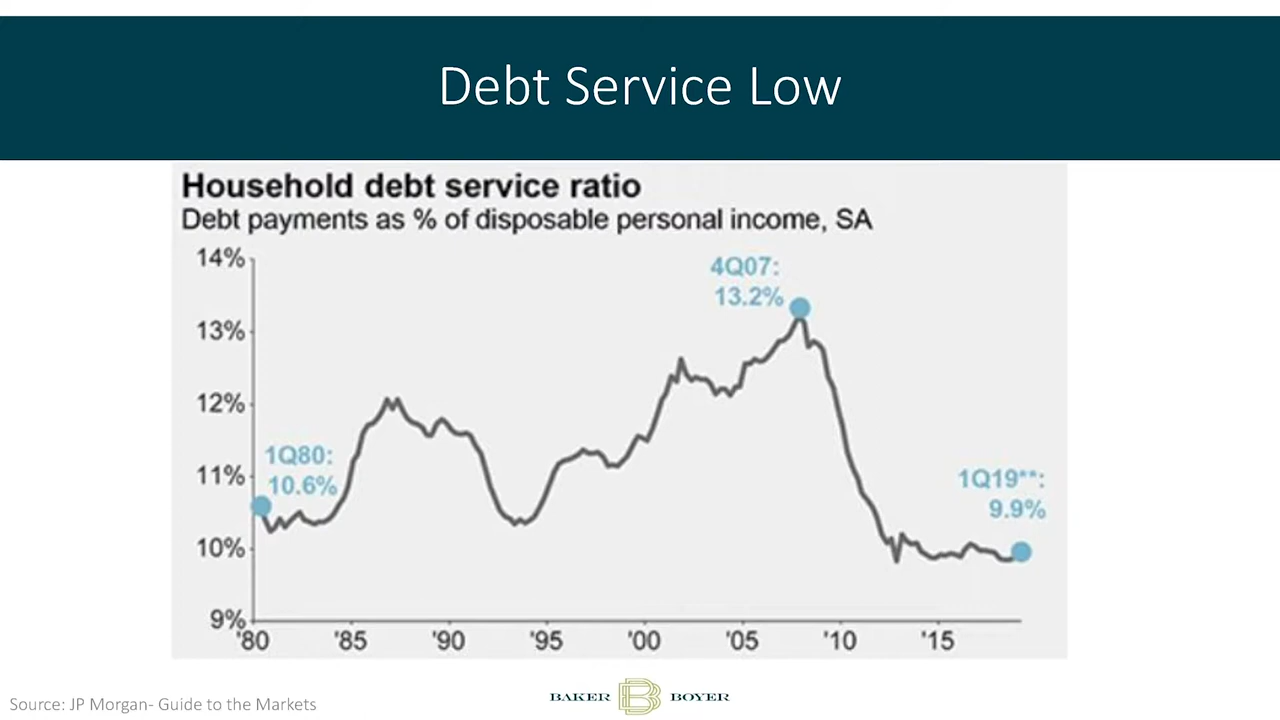 Debt Service Low
Household debt service ratio
Debt payments as % of disposable personal income, SA
14%
13%
12%
11%
10%
9%
4Q07:
13.2%
1Q80:
10.6%
1Q19**:
9.9%
'80 '85 '90 '95 '00 '05 '10 '15
Source: JP Morgan- Guide to the Markets
BAKER B BOYER